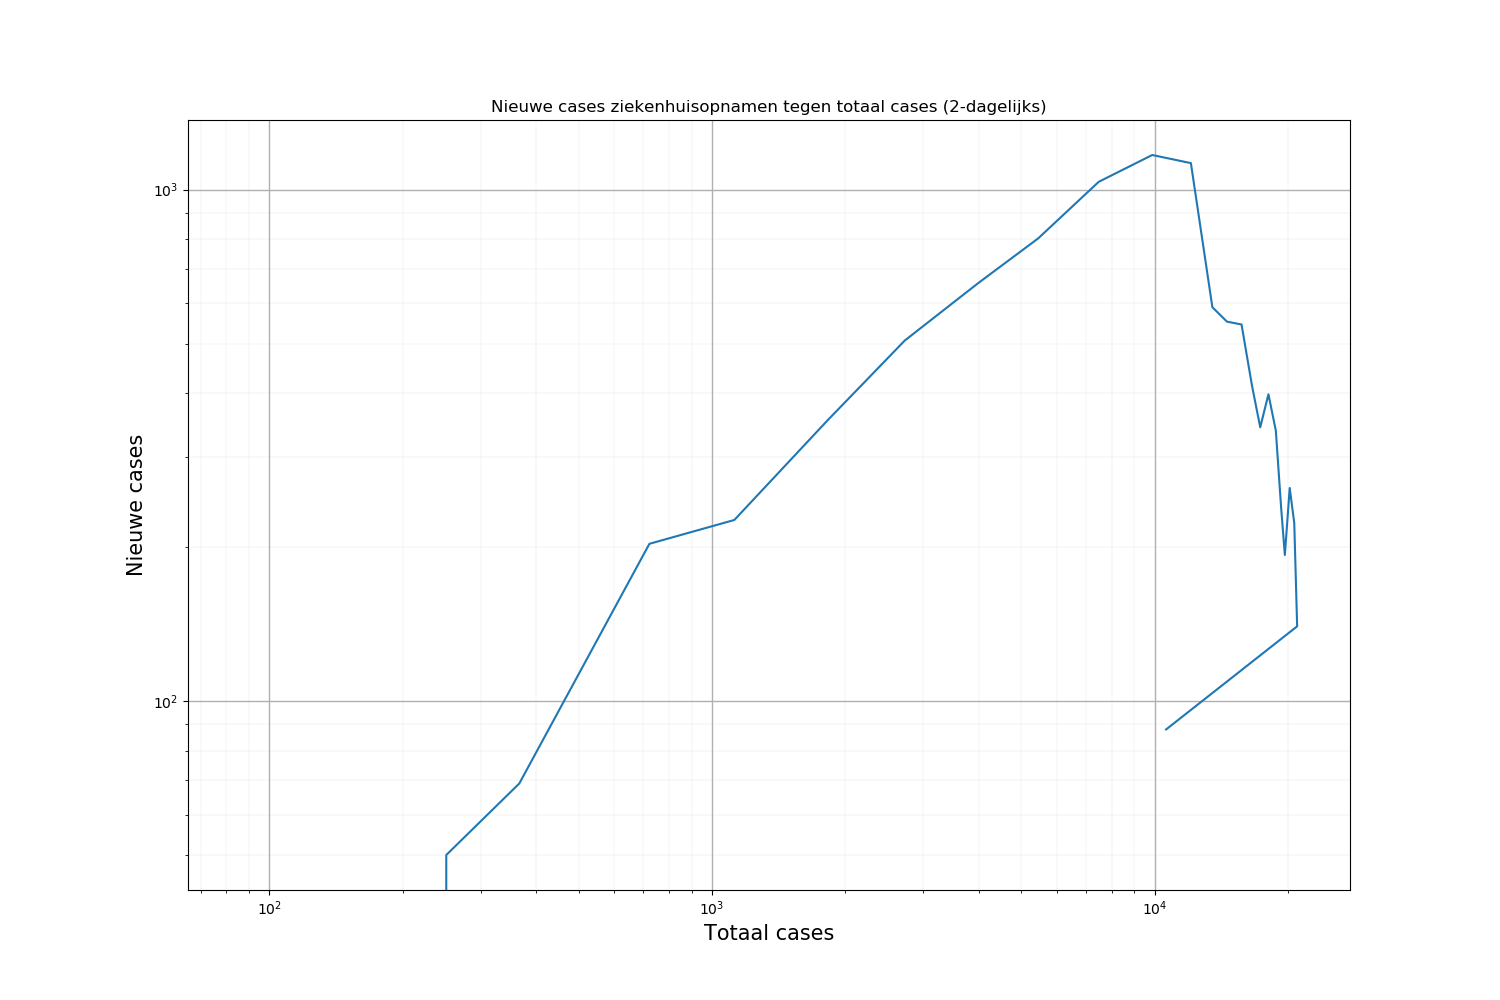 Nieuwe cases ziekenhuisopnamen tegen totaal cases (2-dagelijks)
10³
Nieuwe cases
10²
10² 10³ 10⁴
Totaal cases